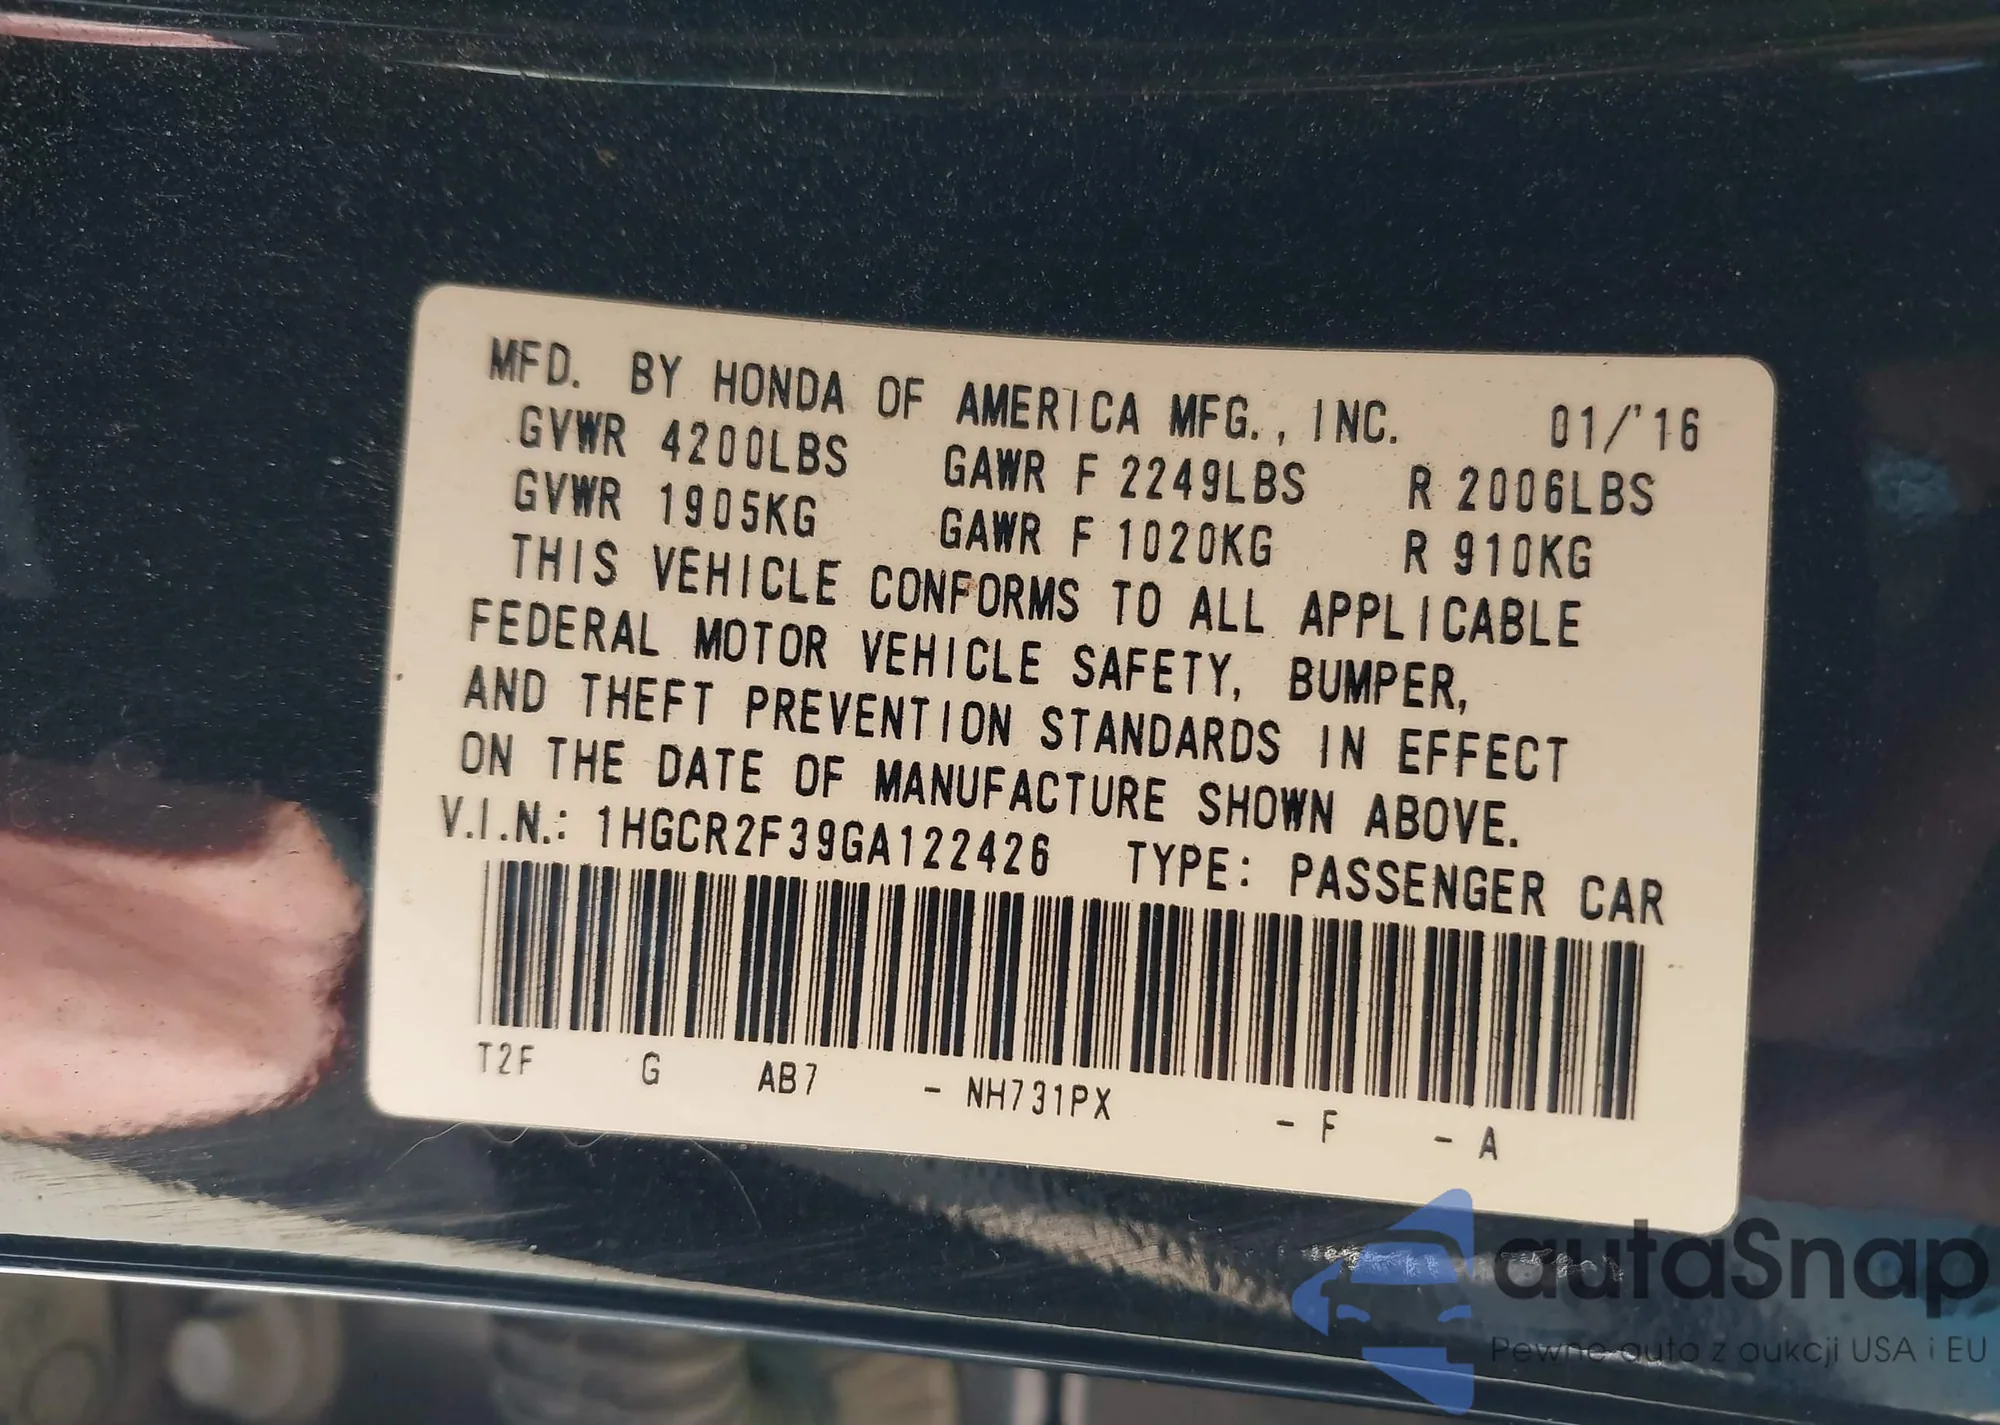 MFD. BY HONDA OF AMERICA MFG., INC. 01/'16
GVWR 4200LBS GAWR F 2249LBS R 2006LBS
GVWR 1905KG GAWR F 1020KG R 910KG
THIS VEHICLE CONFORMS TO ALL APPLICABLE
FEDERAL MOTOR VEHICLE SAFETY, BUMPER,
AND THEFT PREVENTION STANDARDS IN EFFECT
ON THE DATE OF MANUFACTURE SHOWN ABOVE.
V.I.N.: 1HGCR2F39GA122426 TYPE: PASSENGER CAR
T2F G AB7 - NH731PX - F - A
autaSnap
Pewne auta z aukcji USA i EU